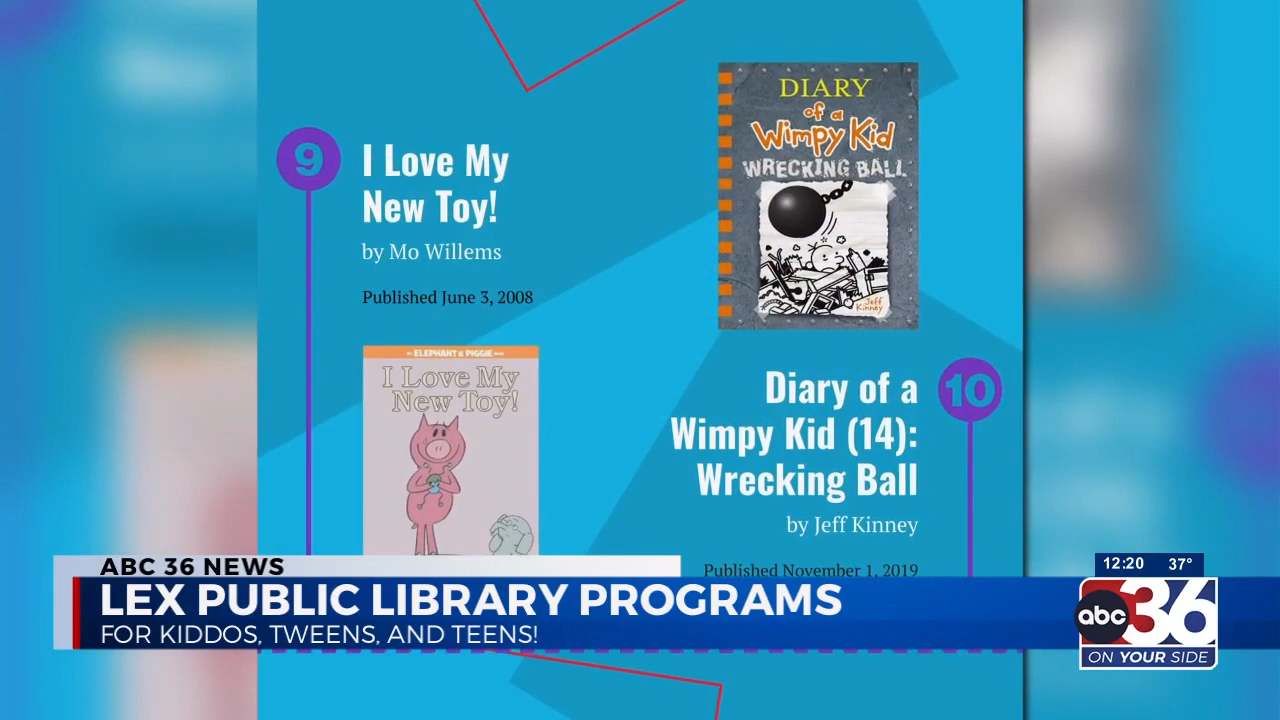 9
I Love My
New Toy!
by Mo Willems
Published June 3, 2008
AN ELEPHANT & PIGGIE BOOK
I Love My
New Toy!
DIARY
of a
Wimpy Kid
WRECKING BALL
Jeff
Kinney
10
Diary of a
Wimpy Kid (14):
Wrecking Ball
by Jeff Kinney
Published November 1, 2019
ABC 36 NEWS
LEX PUBLIC LIBRARY PROGRAMS
FOR KIDDOS, TWEENS, AND TEENS!
12:20 37°
abc 36
ON YOUR SIDE